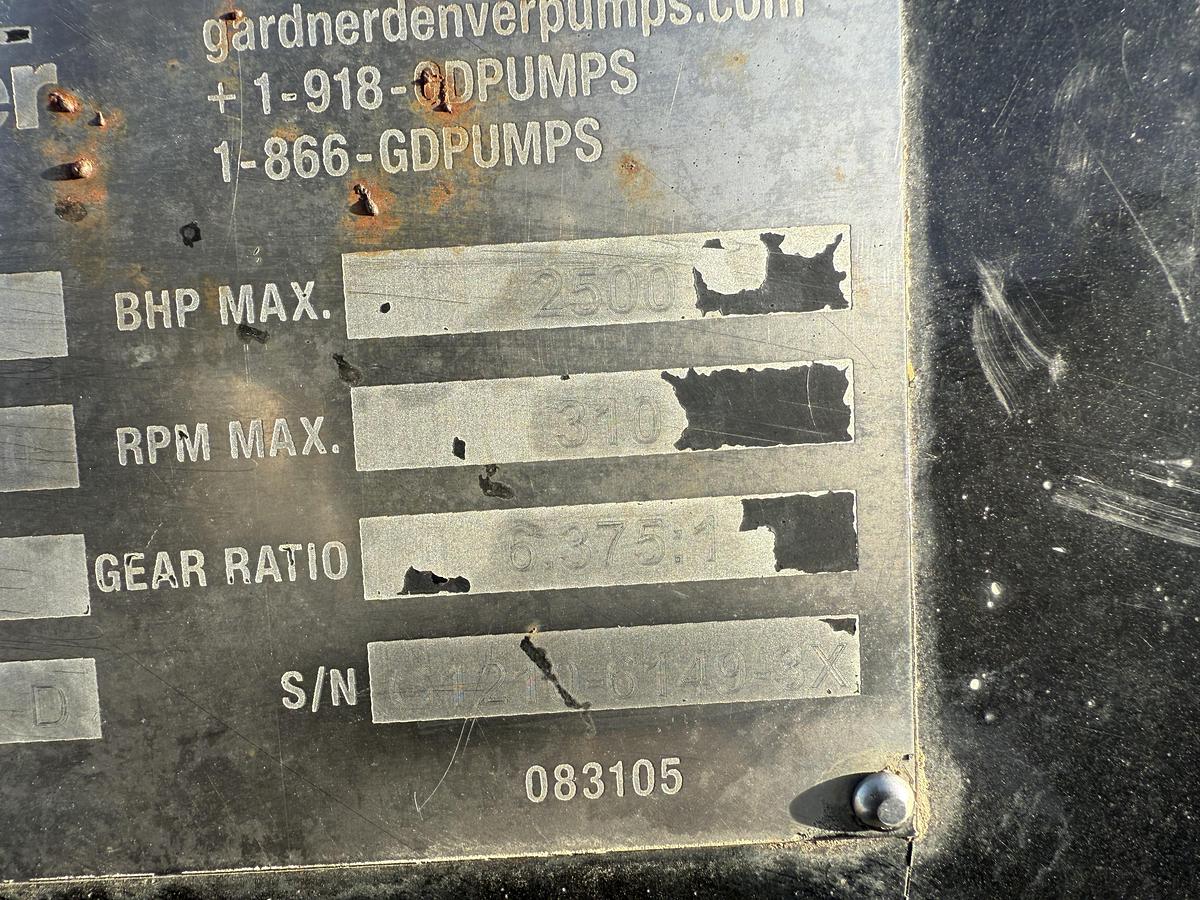 gardnerdenverpumps.com
er
+1-918-GDPUMPS
1-866-GDPUMPS
BHP MAX. 2500
RPM MAX. 310
GEAR RATIO 6.375:1
D
S/N
083105